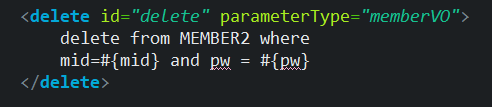 <delete id="delete" parameterType="memberVO">
delete from MEMBER2 where
mid=#{mid} and pw = #{pw}
</delete>